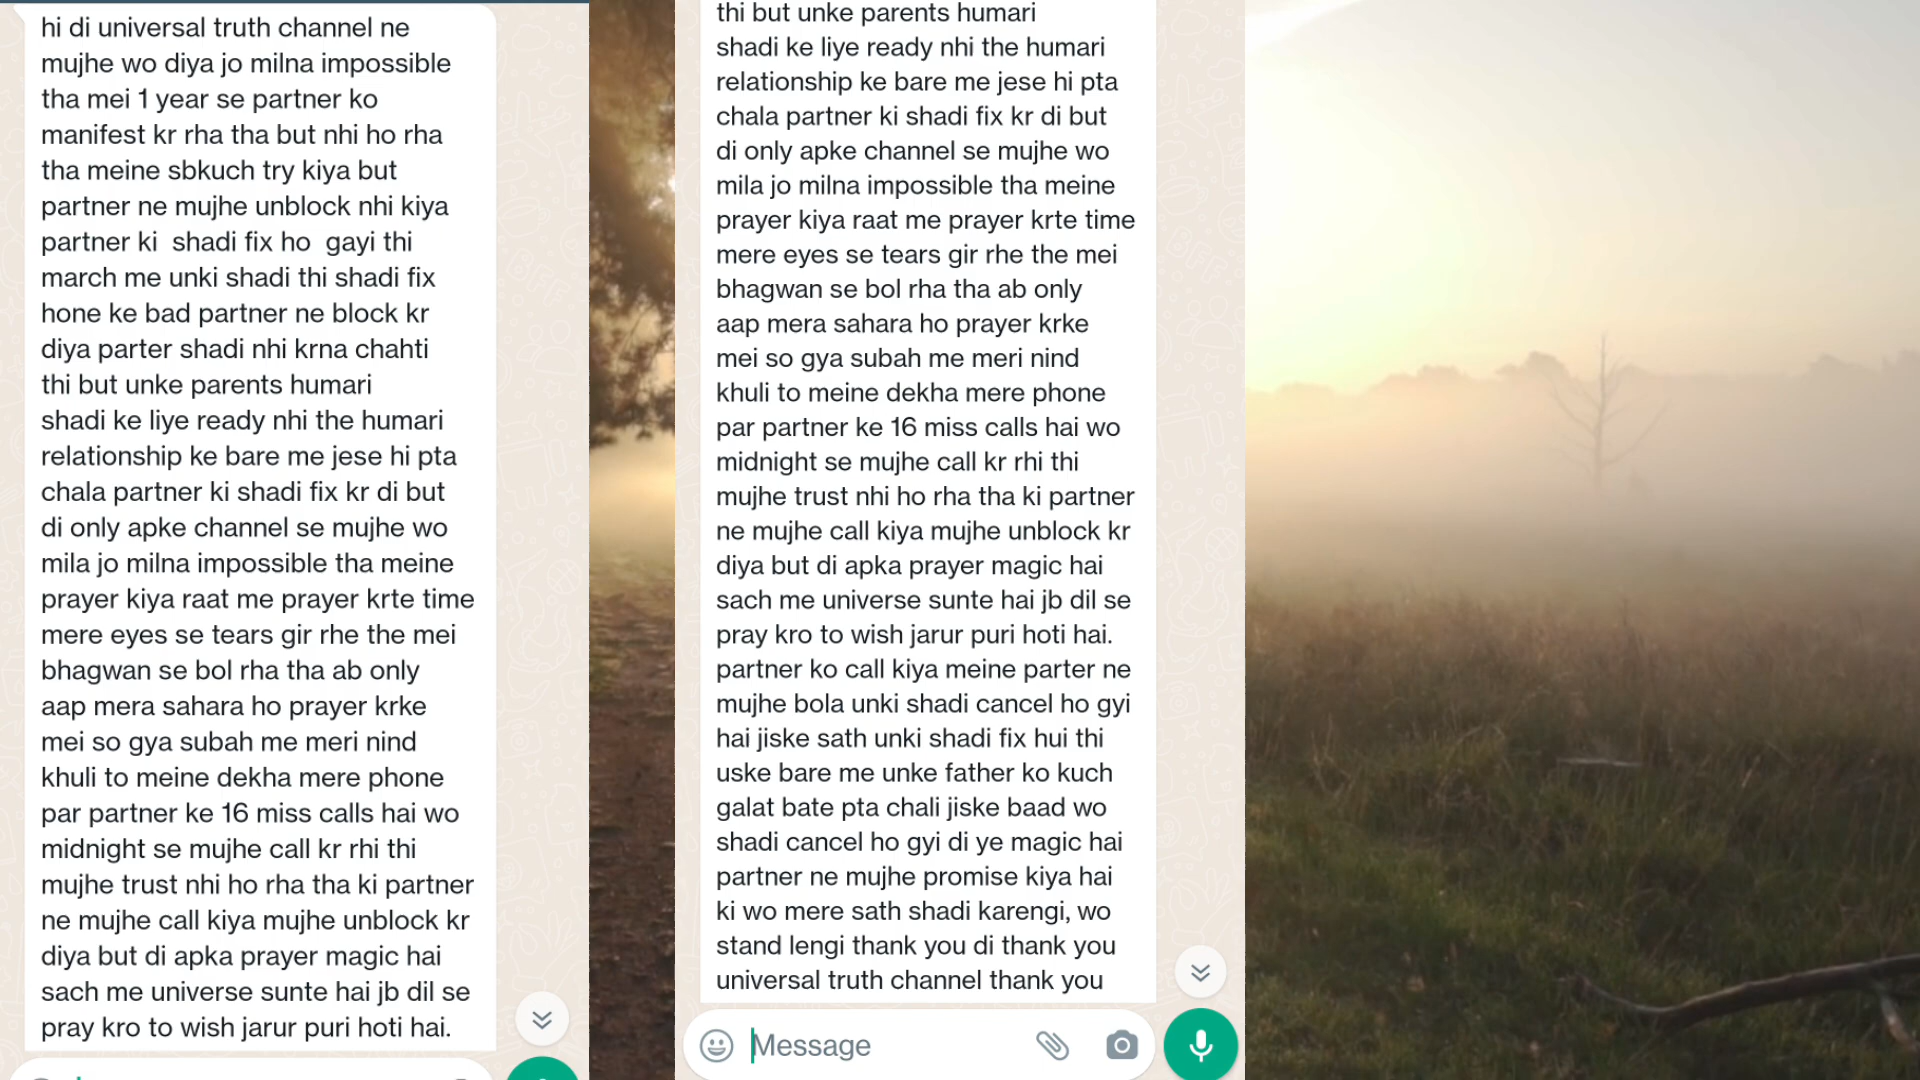 hi di universal truth channel ne
mujhe wo diya jo milna impossible
tha mei 1 year se partner ko
manifest kr rha tha but nhi ho rha
tha meine sbkuch try kiya but
partner ne mujhe unblock nhi kiya
partner ki  shadi fix ho  gayi thi
march me unki shadi thi shadi fix
hone ke bad partner ne block kr
diya parter shadi nhi krna chahti
thi but unke parents humari
shadi ke liye ready nhi the humari
relationship ke bare me jese hi pta
chala partner ki shadi fix kr di but
di only apke channel se mujhe wo
mila jo milna impossible tha meine
prayer kiya raat me prayer krte time
mere eyes se tears gir rhe the mei
bhagwan se bol rha tha ab only
aap mera sahara ho prayer krke
mei so gya subah me meri nind
khuli to meine dekha mere phone
par partner ke 16 miss calls hai wo
midnight se mujhe call kr rhi thi
mujhe trust nhi ho rha tha ki partner
ne mujhe call kiya mujhe unblock kr
diya but di apka prayer magic hai
sach me universe sunte hai jb dil se
pray kro to wish jarur puri hoti hai.
thi but unke parents humari
shadi ke liye ready nhi the humari
relationship ke bare me jese hi pta
chala partner ki shadi fix kr di but
di only apke channel se mujhe wo
mila jo milna impossible tha meine
prayer kiya raat me prayer krte time
mere eyes se tears gir rhe the mei
bhagwan se bol rha tha ab only
aap mera sahara ho prayer krke
mei so gya subah me meri nind
khuli to meine dekha mere phone
par partner ke 16 miss calls hai wo
midnight se mujhe call kr rhi thi
mujhe trust nhi ho rha tha ki partner
ne mujhe call kiya mujhe unblock kr
diya but di apka prayer magic hai
sach me universe sunte hai jb dil se
pray kro to wish jarur puri hoti hai.
partner ko call kiya meine parter ne
mujhe bola unki shadi cancel ho gyi
hai jiske sath unki shadi fix hui thi
uske bare me unke father ko kuch
galat bate pta chali jiske baad wo
shadi cancel ho gyi di ye magic hai
partner ne mujhe promise kiya hai
ki wo mere sath shadi karengi, wo
stand lengi thank you di thank you
universal truth channel thank you
Message